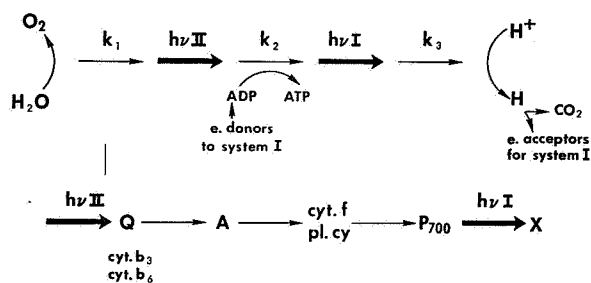 O₂
k₁ hνII k₂ hνI k₃ H⁺
H₂O ADP ATP H CO₂
e. donors
to system I
e. acceptors
for system I
hνII Q A cyt. f P₇₀₀ hνI X
pl. cy
cyt. b₃
cyt. b₆